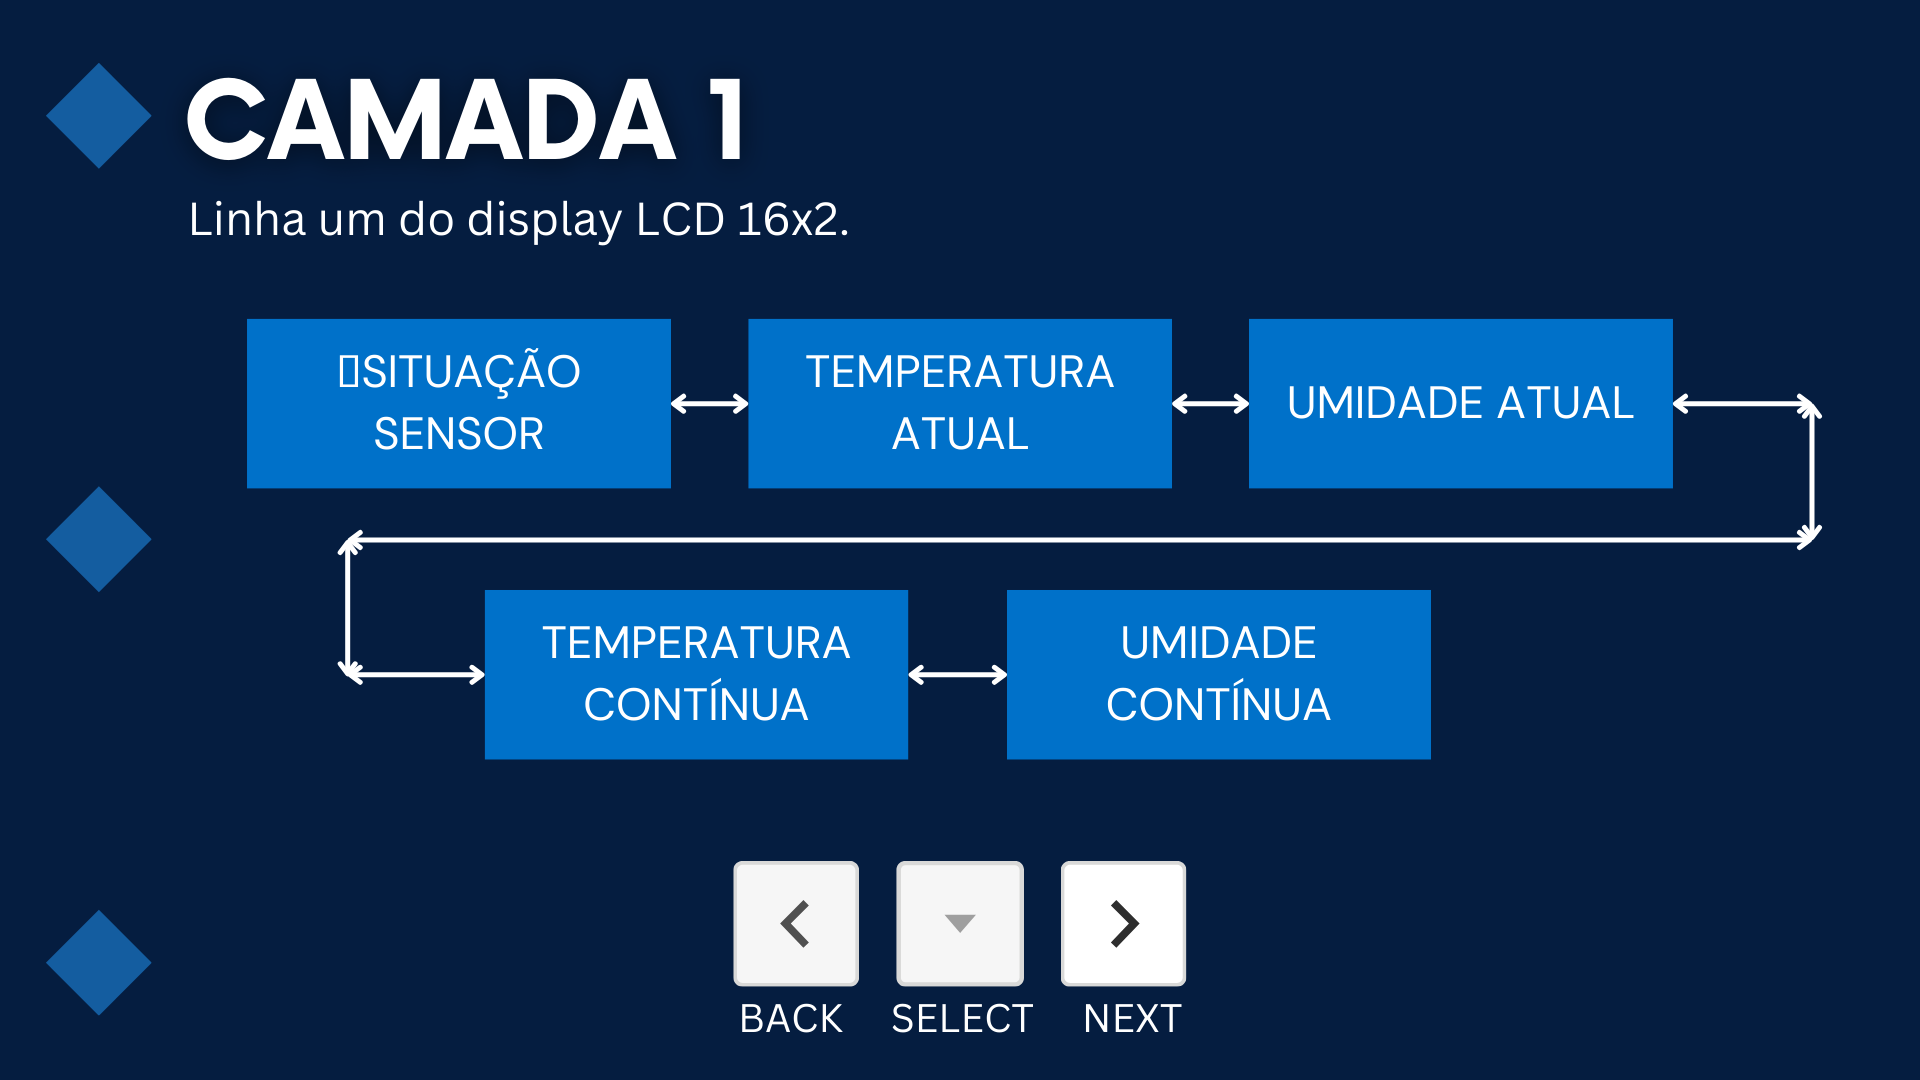 CAMADA 1
Linha um do display LCD 16x2.
SITUAÇÃO
SENSOR
TEMPERATURA
ATUAL
UMIDADE ATUAL
TEMPERATURA
CONTÍNUA
UMIDADE
CONTÍNUA
BACK
SELECT
NEXT